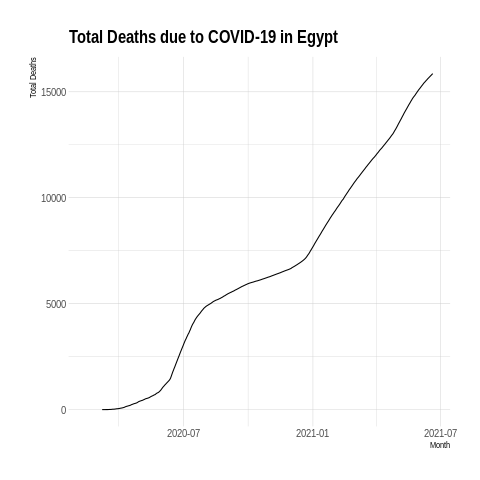 Total Deaths due to COVID-19 in Egypt
Total Deaths
15000
10000
5000
0
2020-07
2021-01
2021-07
Month